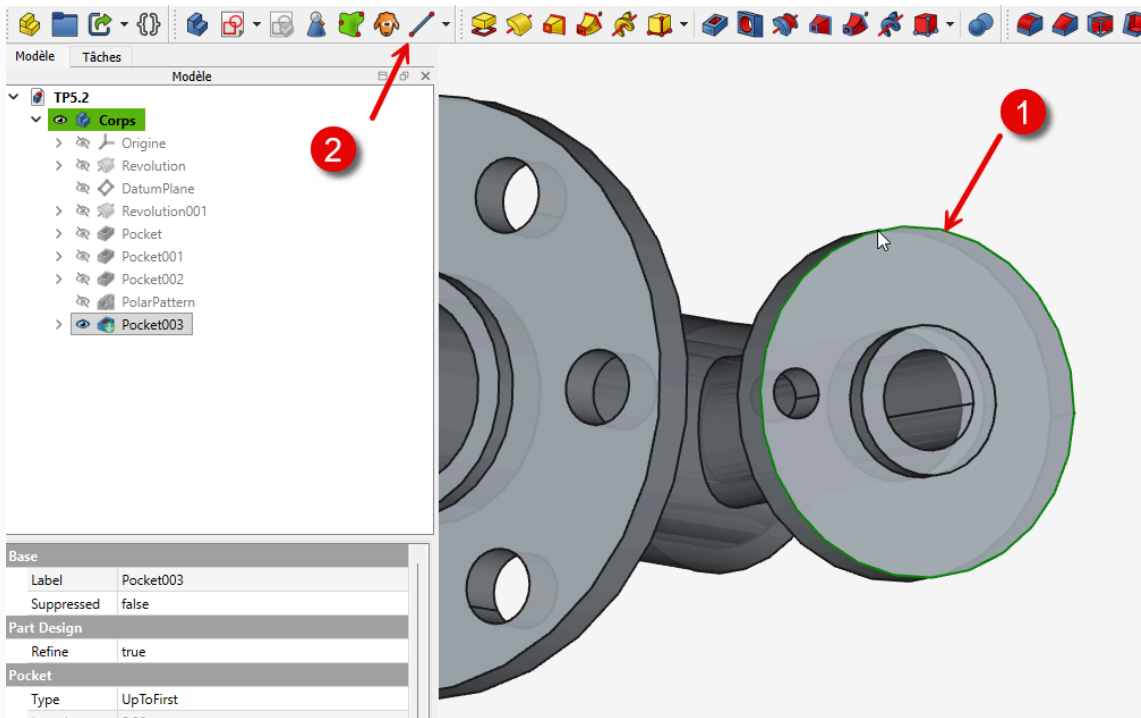 Modèle Tâches
Modèle
TP5.2
Corps
Origine
Revolution
DatumPlane
Revolution001
Pocket
Pocket001
Pocket002
PolarPattern
Pocket003
1
2
Base
Label Pocket003
Suppressed false
Part Design
Refine true
Pocket
Type UpToFirst